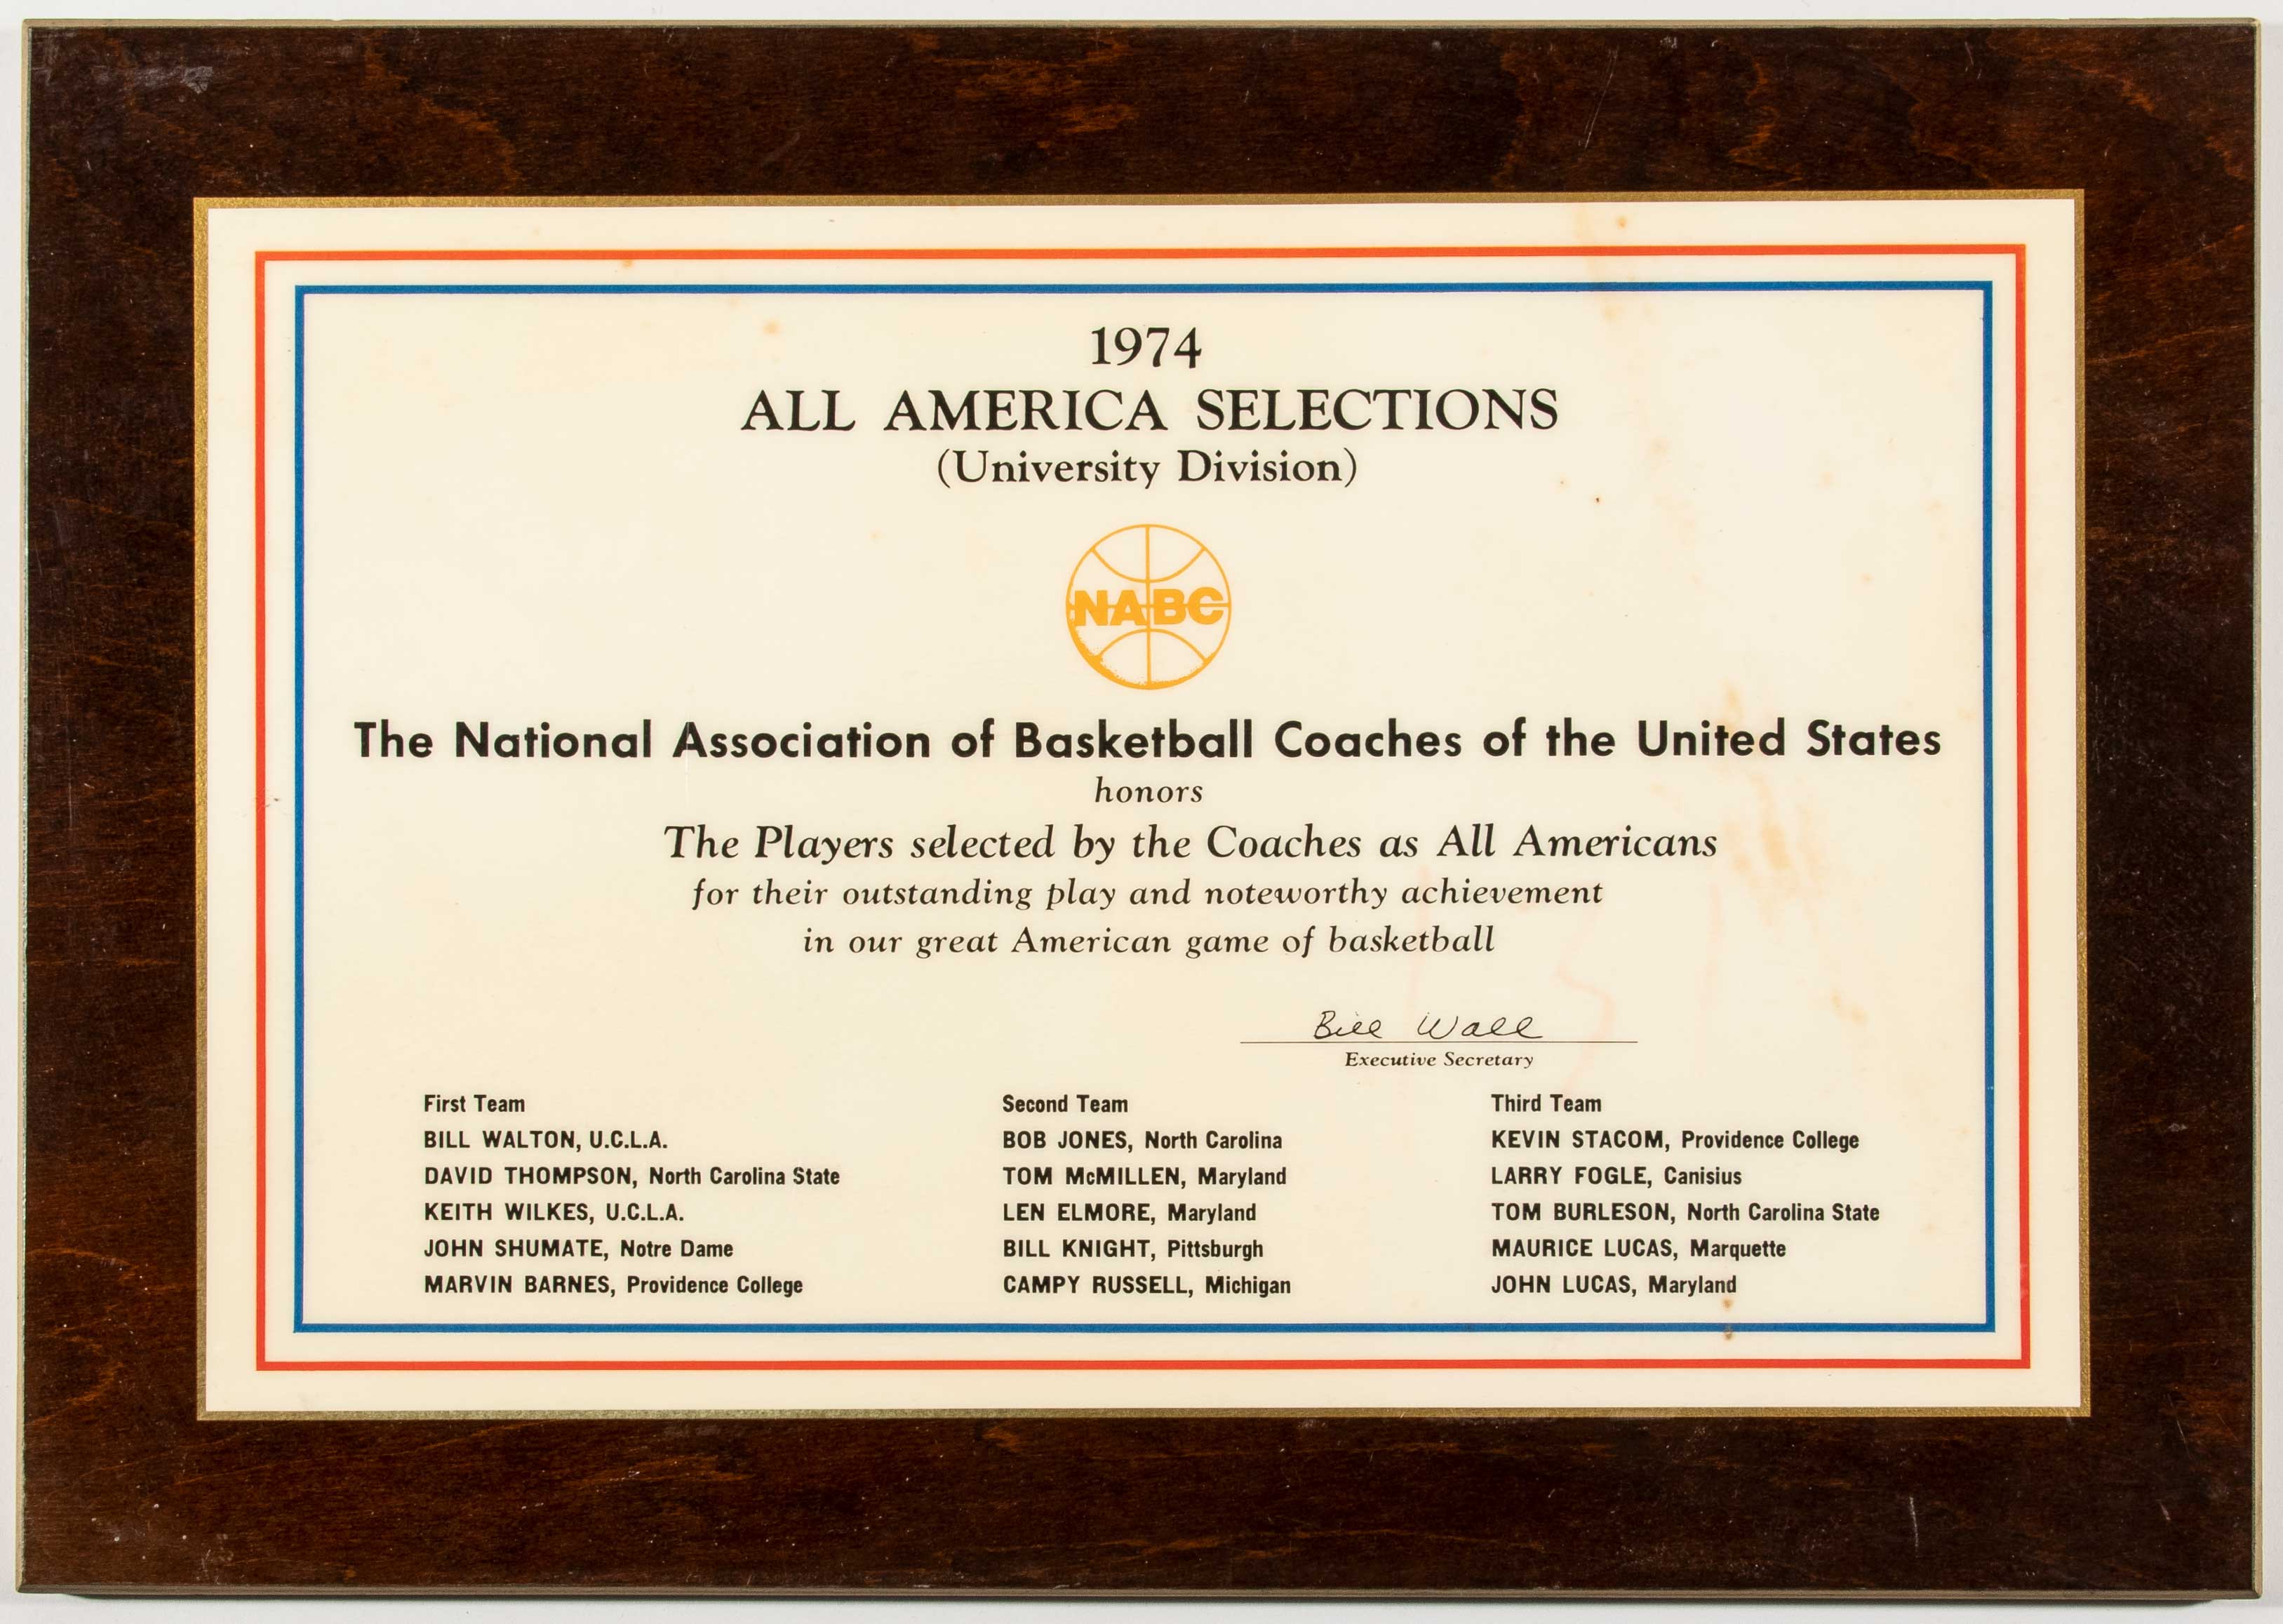 1974
ALL AMERICA SELECTIONS
(University Division)
NABC
The National Association of Basketball Coaches of the United States
honors
The Players selected by the Coaches as All Americans
for their outstanding play and noteworthy achievement
in our great American game of basketball
Bill Wall
Executive Secretary
First Team
BILL WALTON, U.C.L.A.
DAVID THOMPSON, North Carolina State
KEITH WILKES, U.C.L.A.
JOHN SHUMATE, Notre Dame
MARVIN BARNES, Providence College
Second Team
BOB JONES, North Carolina
TOM McMILLEN, Maryland
LEN ELMORE, Maryland
BILL KNIGHT, Pittsburgh
CAMPY RUSSELL, Michigan
Third Team
KEVIN STACOM, Providence College
LARRY FOGLE, Canisius
TOM BURLESON, North Carolina State
MAURICE LUCAS, Marquette
JOHN LUCAS, Maryland